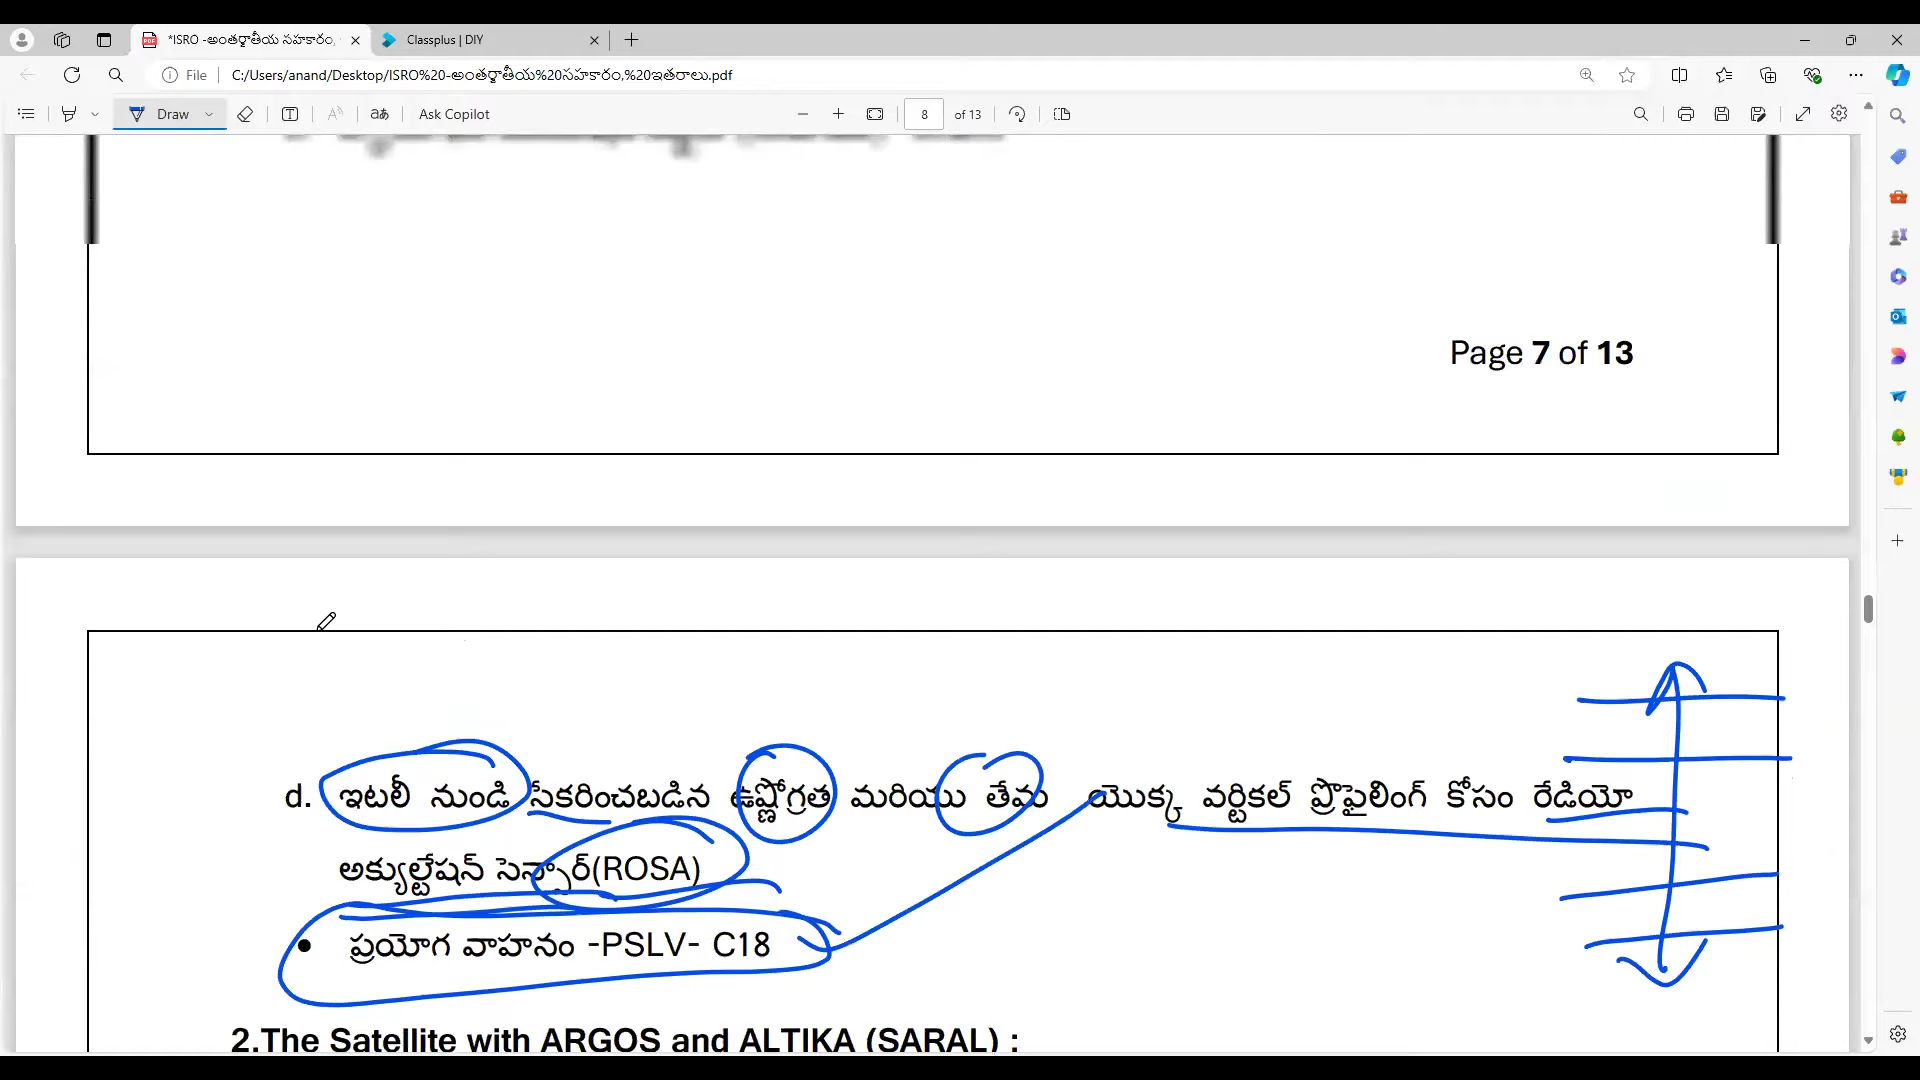 *ISRO -అంతర్జాతీయ సహకారం,
Classplus | DIY
File
C:/Users/anand/Desktop/ISRO%20-అంతర్జాతీయ%20సహకారం,%20ఇతరాలు.pdf
Draw
Ask Copilot
8 of 13
Page 7 of 13
d. ఇటలీ నుండి సేకరించబడిన ఉష్ణోగ్రత మరియు తేమ యొక్క వర్టికల్ ప్రొఫైలింగ్ కోసం రేడియో
అక్యుల్టేషన్ సెన్సార్(ROSA)
• ప్రయోగ వాహనం -PSLV- C18
2.The Satellite with ARGOS and ALTIKA (SARAL) :